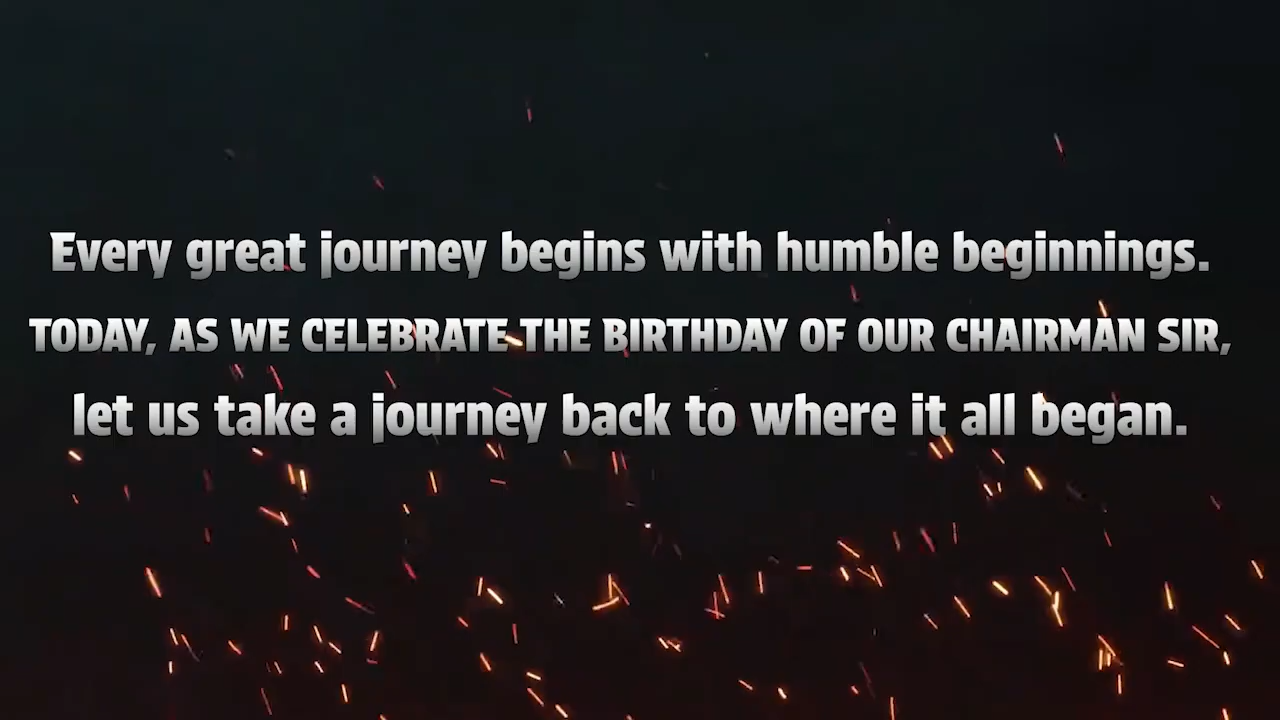 Every great journey begins with humble beginnings.
TODAY, AS WE CELEBRATE THE BIRTHDAY OF OUR CHAIRMAN SIR,
let us take a journey back to where it all began.